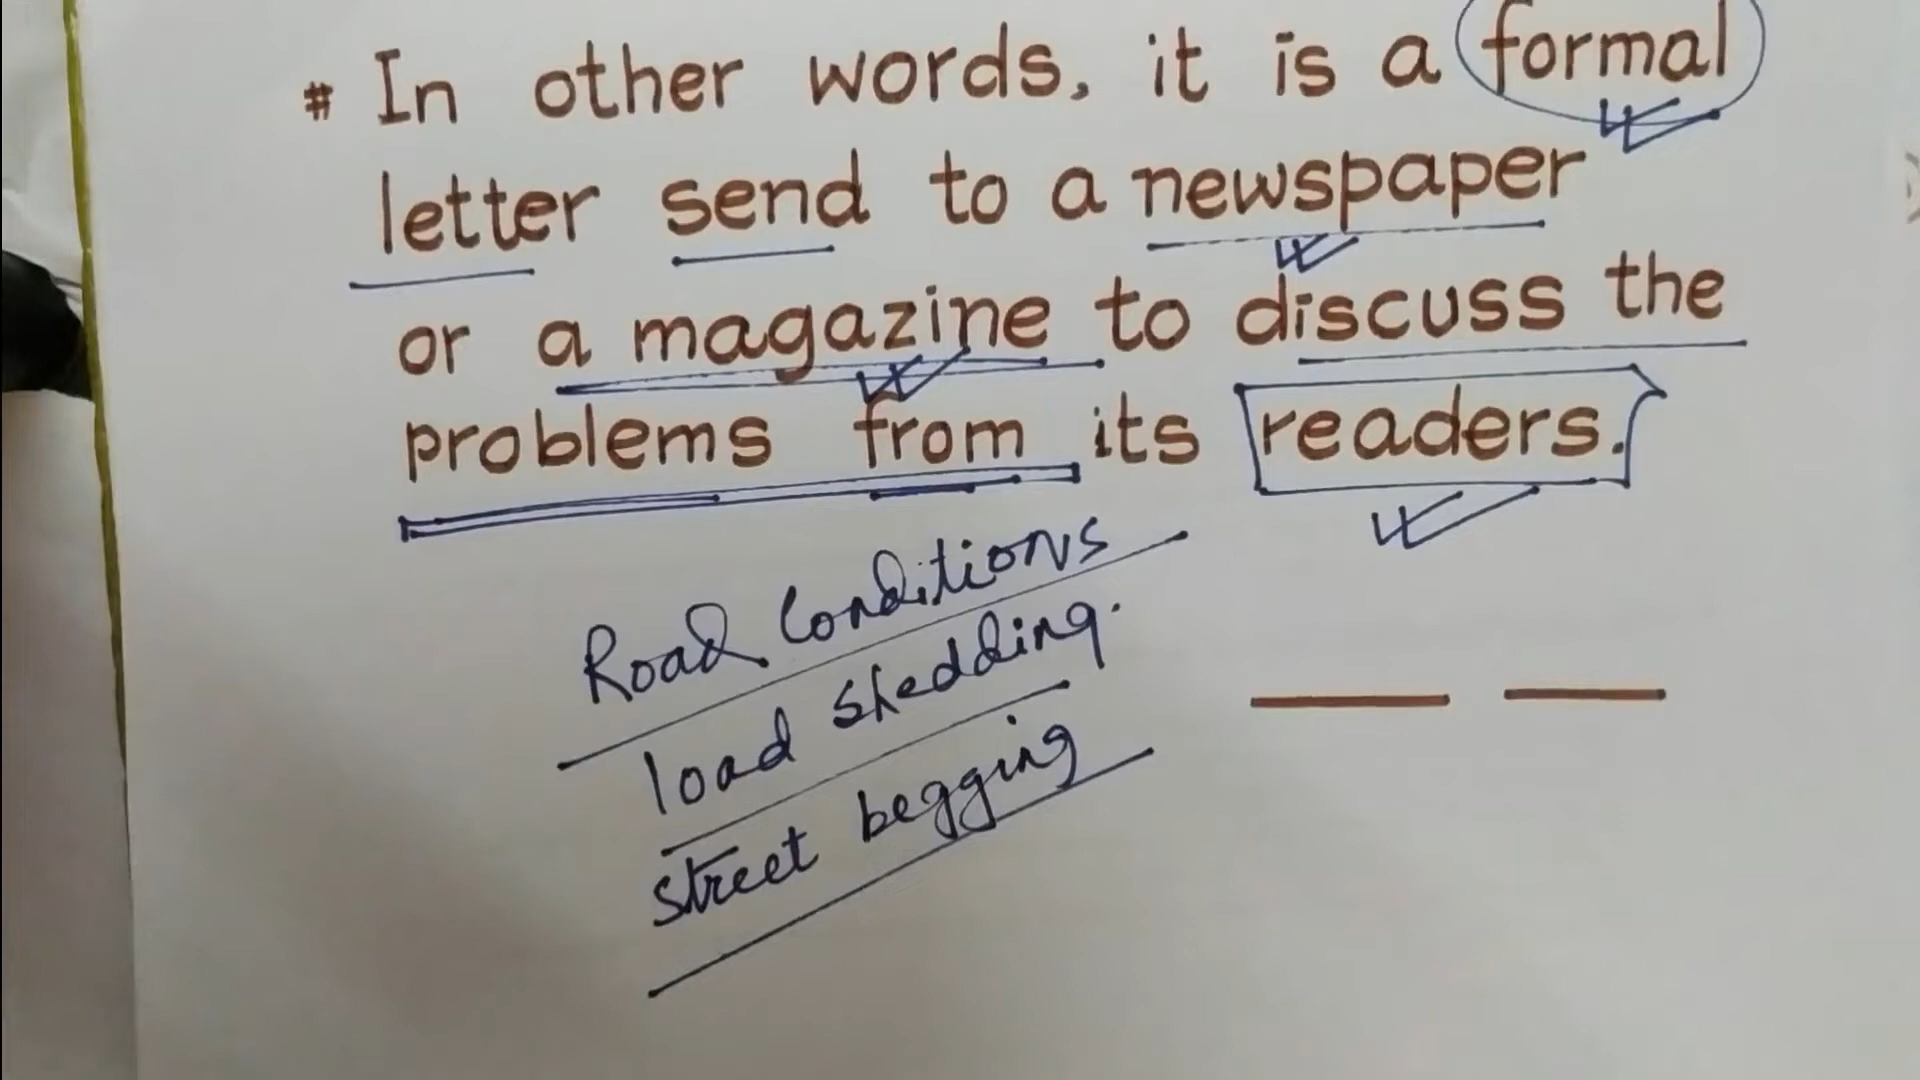 # In other words, it is a formal
letter send to a newspaper
or a magazine to discuss the
problems from its readers.
Road Conditions
load shedding.
street begging